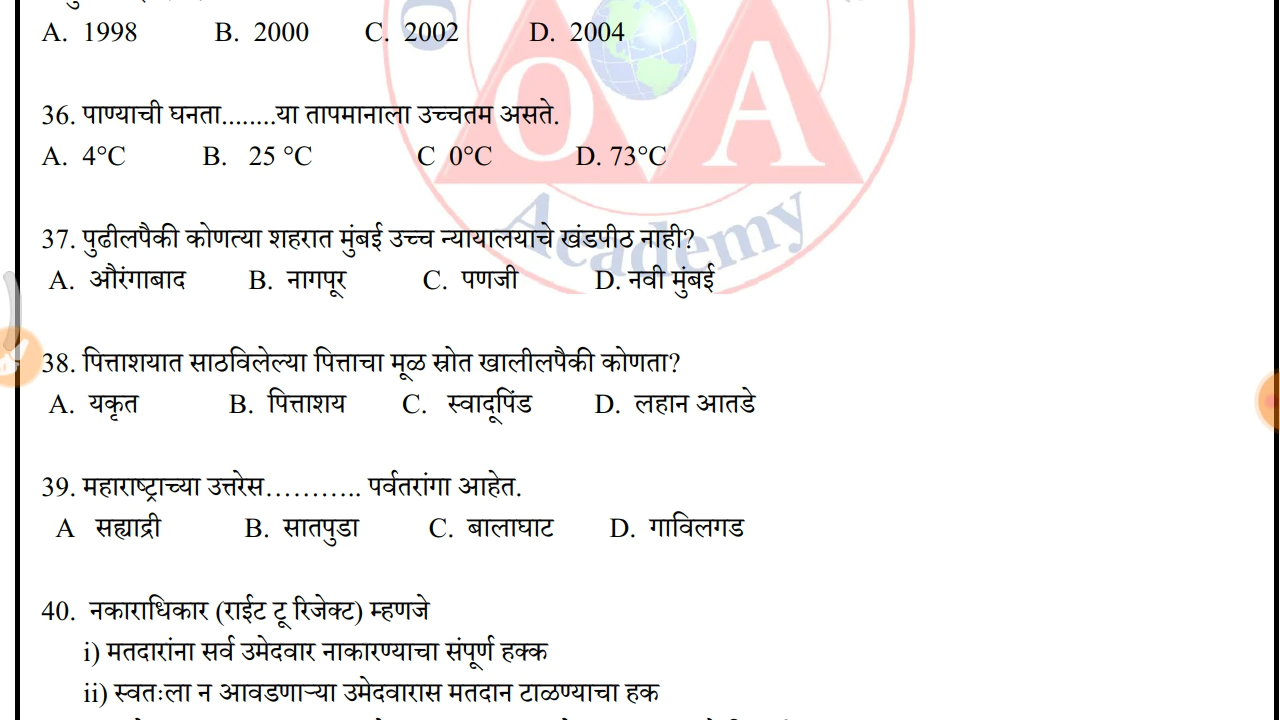 A. 1998 B. 2000 C. 2002 D. 2004
36. पाण्याची घनता........या तापमानाला उच्चतम असते.
A. 4°C B. 25 °C C 0°C D. 73°C
37. पुढीलपैकी कोणत्या शहरात मुंबई उच्च न्यायालयाचे खंडपीठ नाही?
A. औरंगाबाद B. नागपूर C. पणजी D. नवी मुंबई
38. पित्ताशयात साठविलेल्या पित्ताचा मूळ स्रोत खालीलपैकी कोणता?
A. यकृत B. पित्ताशय C. स्वादूपिंड D. लहान आतडे
39. महाराष्ट्राच्या उत्तरेस……….. पर्वतरांगा आहेत.
A सह्याद्री B. सातपुडा C. बालाघाट D. गाविलगड
40. नकाराधिकार (राईट टू रिजेक्ट) म्हणजे
i) मतदारांना सर्व उमेदवार नाकारण्याचा संपूर्ण हक्क
ii) स्वतःला न आवडणाऱ्या उमेदवारास मतदान टाळण्याचा हक
O A
Academy